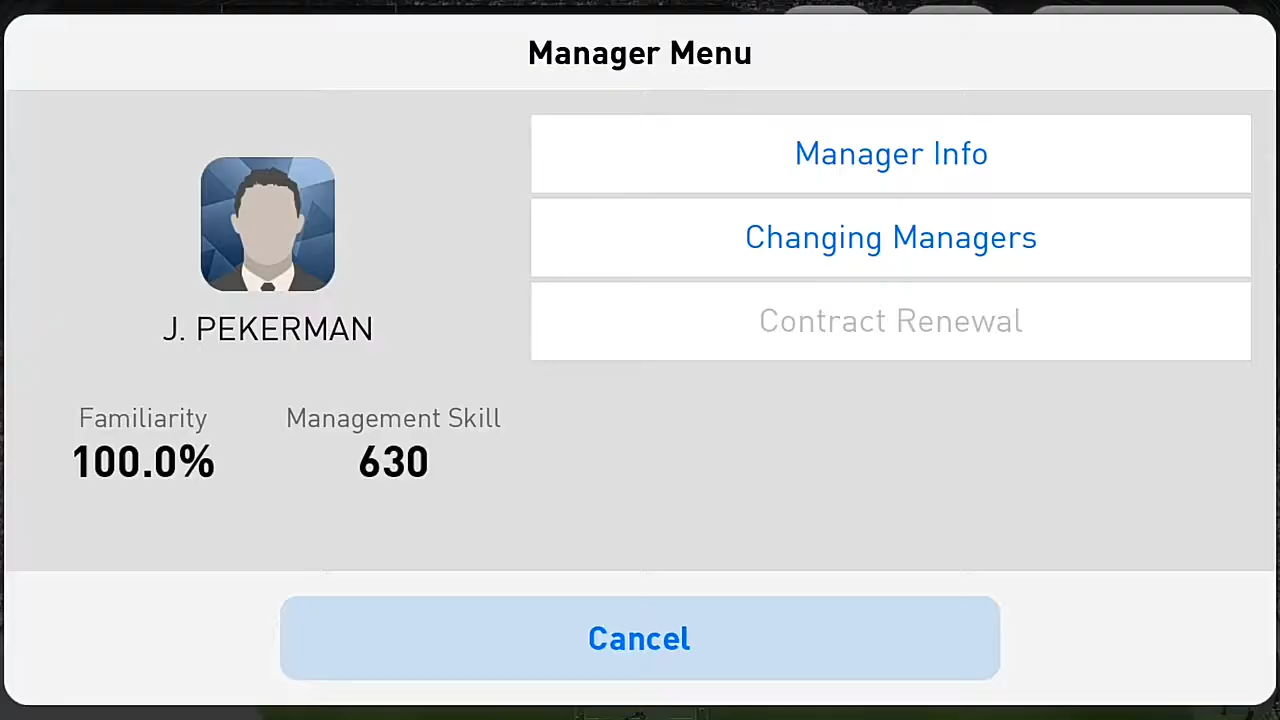 Manager Menu
Manager Info
Changing Managers
Contract Renewal
J. PEKERMAN
Familiarity
100.0%
Management Skill
630
Cancel